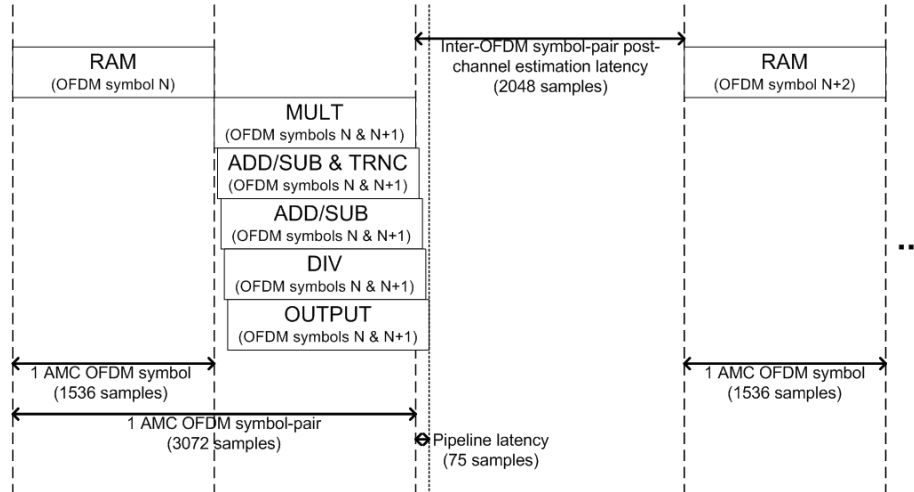 RAM
(OFDM symbol N)
Inter-OFDM symbol-pair post-
channel estimation latency
(2048 samples)
RAM
(OFDM symbol N+2)
MULT
(OFDM symbols N & N+1)
ADD/SUB & TRNC
(OFDM symbols N & N+1)
ADD/SUB
(OFDM symbols N & N+1)
DIV
(OFDM symbols N & N+1)
OUTPUT
(OFDM symbols N & N+1)
..
1 AMC OFDM symbol
(1536 samples)
1 AMC OFDM symbol
(1536 samples)
1 AMC OFDM symbol-pair
(3072 samples)
Pipeline latency
(75 samples)